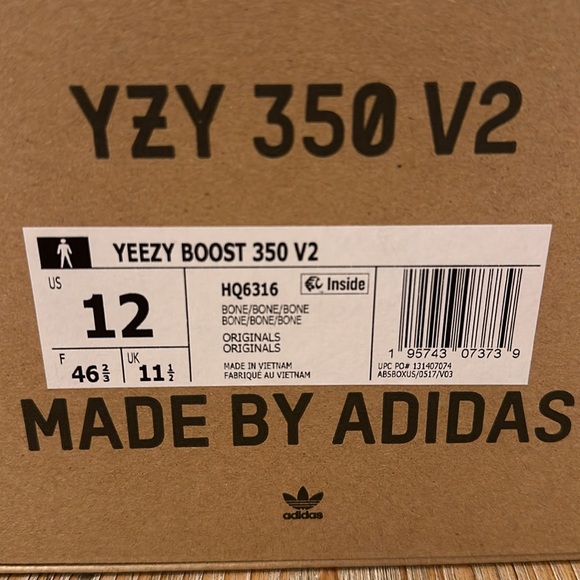 YZY 350 V2
YEEZY BOOST 350 V2
US
12
F
46 2/3
UK
11 1/2
HQ6316
Inside
BONE/BONE/BONE
BONE/BONE/BONE
ORIGINALS
ORIGINALS
MADE IN VIETNAM
FABRIQUÉ AU VIETNAM
1 95743 07373 9
UPC PO# 131407074
ABSBOXUS/0517/V03
MADE BY ADIDAS
adidas